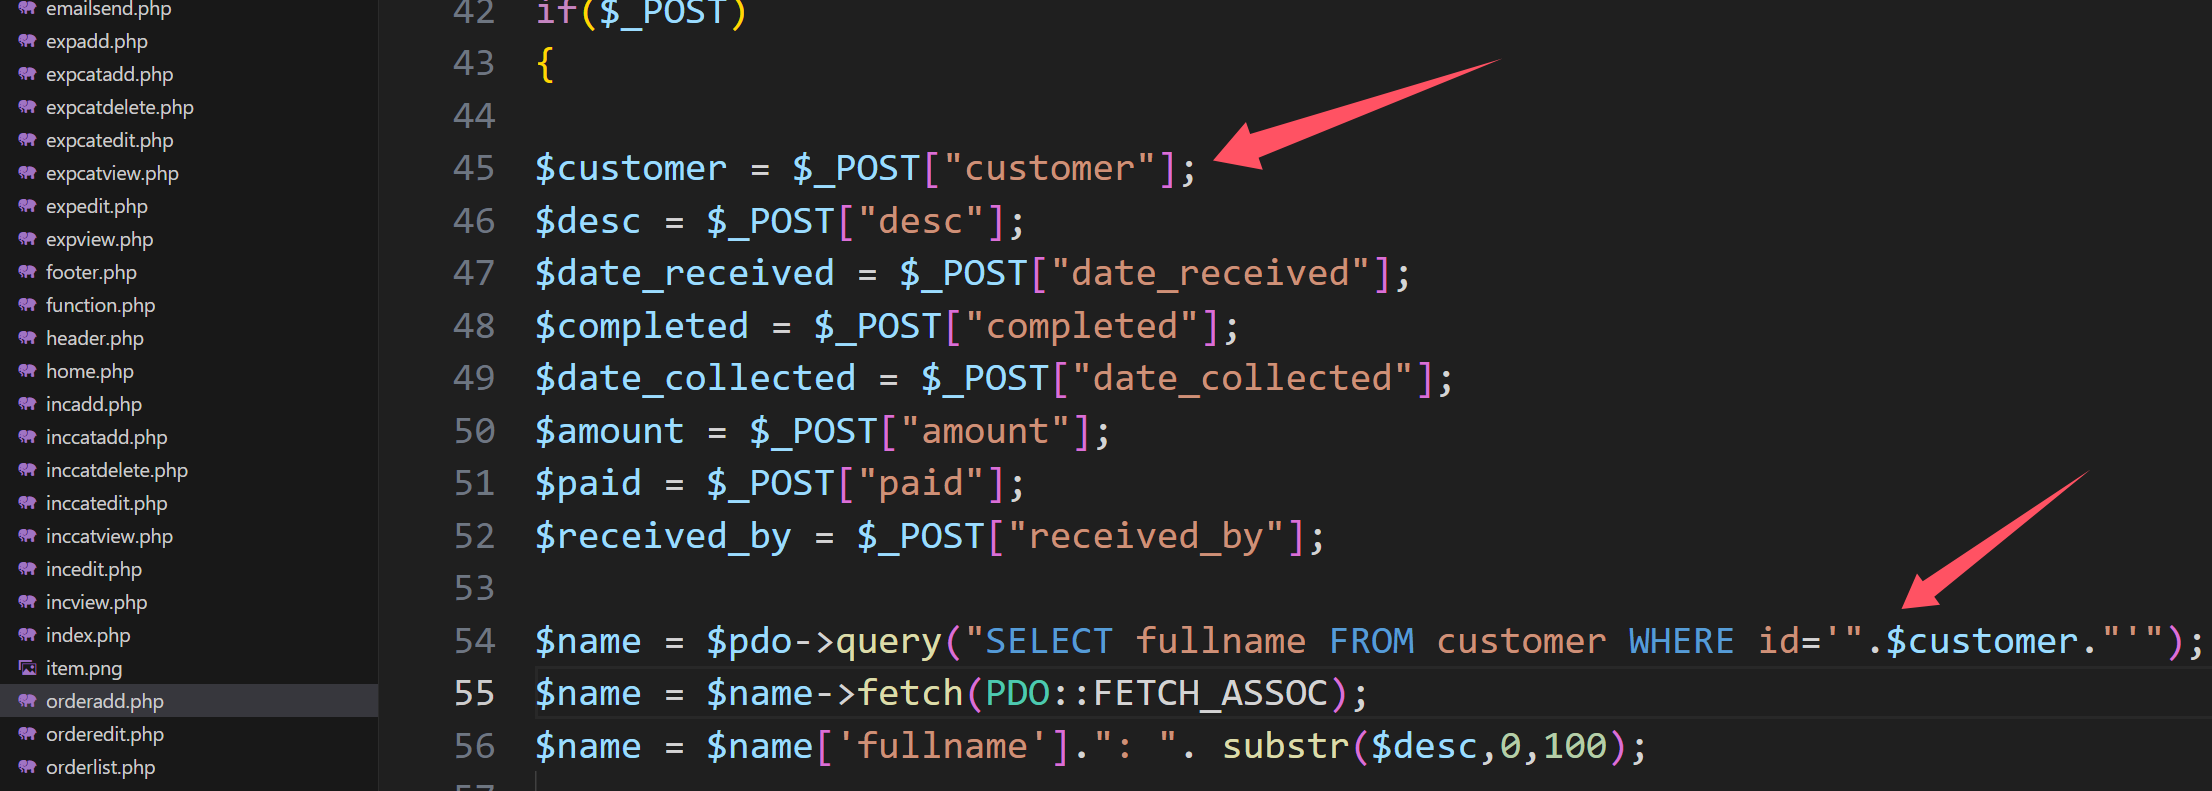 emailsend.php
expadd.php
expcatadd.php
expcatdelete.php
expcatedit.php
expcatview.php
expedit.php
expview.php
footer.php
function.php
header.php
home.php
incadd.php
inccatadd.php
inccatdelete.php
inccatedit.php
inccatview.php
incedit.php
incview.php
index.php
item.png
orderadd.php
orderedit.php
orderlist.php
42 if($_POST)
43 {
44
45 $customer = $_POST["customer"];
46 $desc = $_POST["desc"];
47 $date_received = $_POST["date_received"];
48 $completed = $_POST["completed"];
49 $date_collected = $_POST["date_collected"];
50 $amount = $_POST["amount"];
51 $paid = $_POST["paid"];
52 $received_by = $_POST["received_by"];
53
54 $name = $pdo->query("SELECT fullname FROM customer WHERE id='".$customer."'");
55 $name = $name->fetch(PDO::FETCH_ASSOC);
56 $name = $name['fullname'].": ". substr($desc,0,100);
57